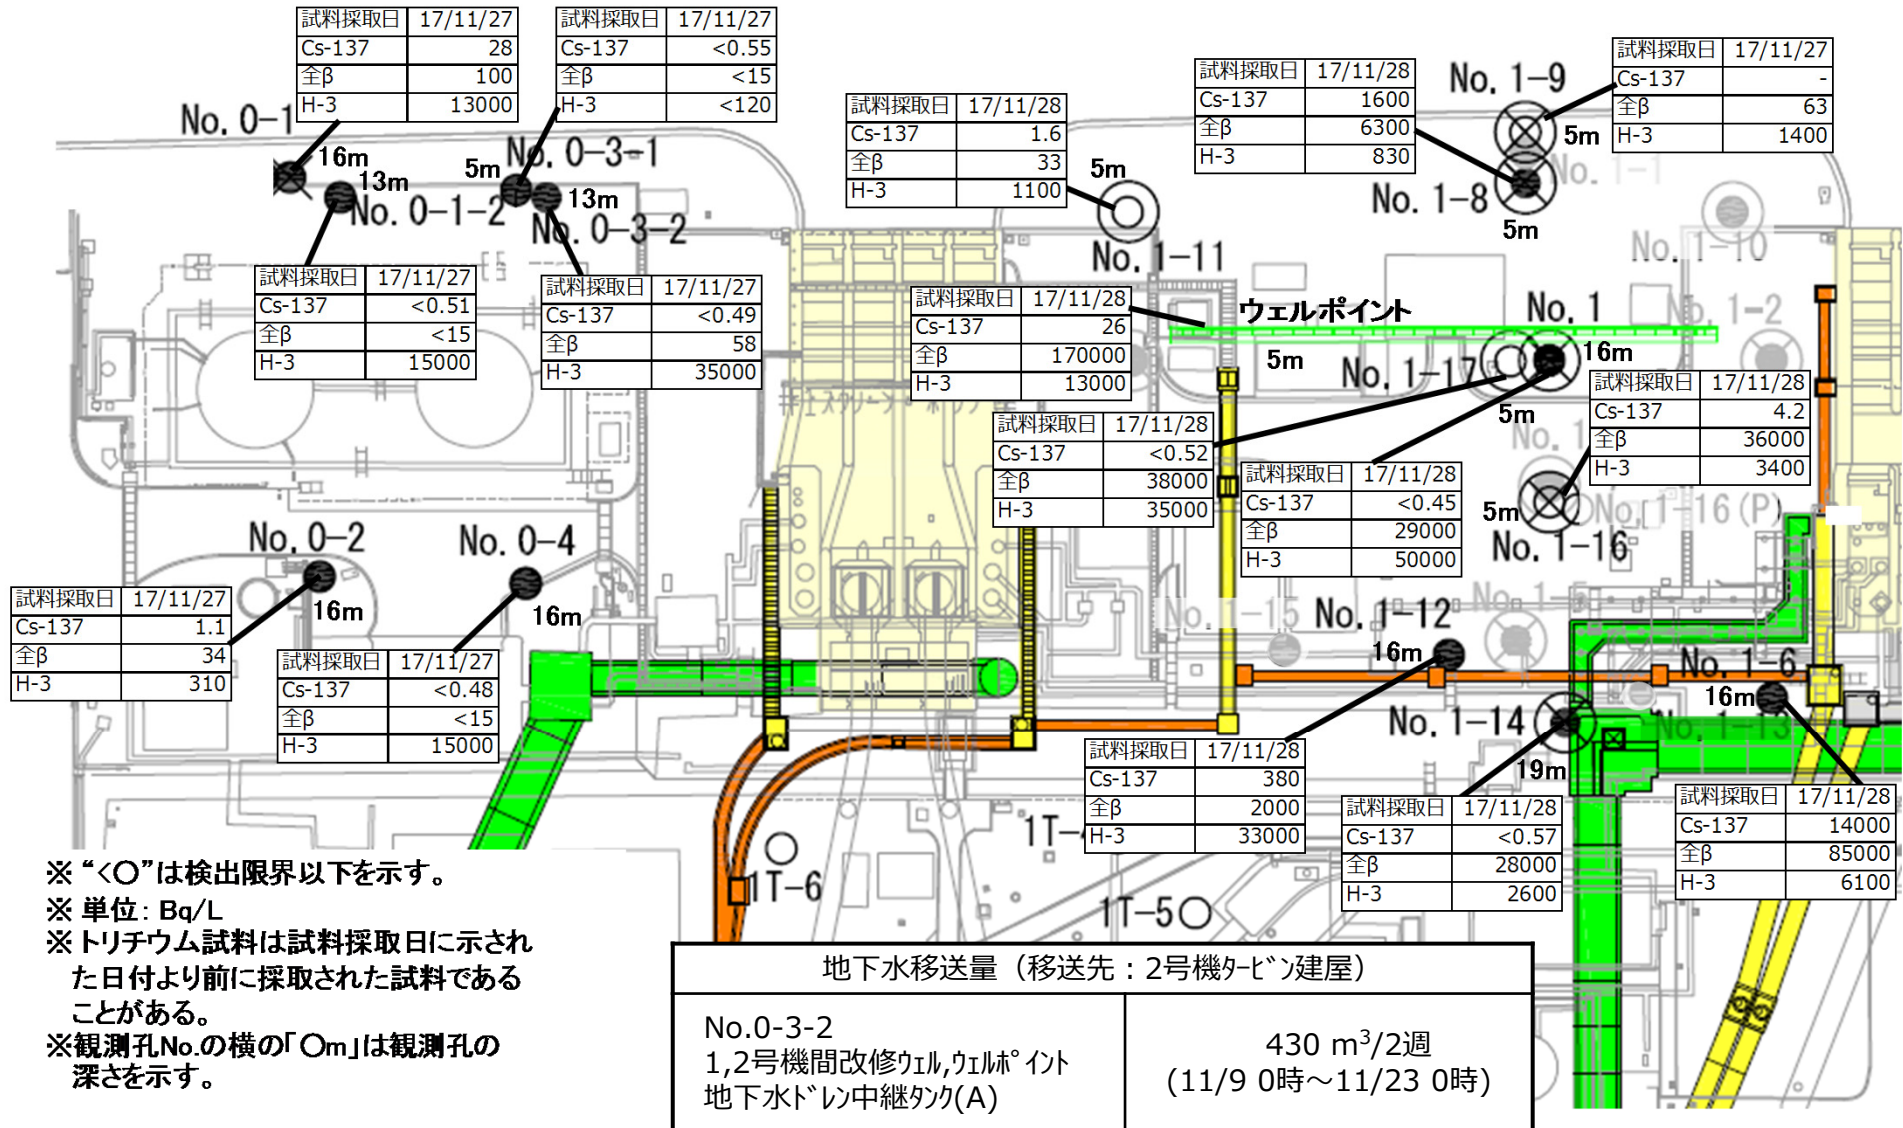 試料採取日 17/11/27
Cs-137 28
全β 100
H-3 13000
試料採取日 17/11/27
Cs-137 <0.55
全β <15
H-3 <120
試料採取日 17/11/28
Cs-137 1.6
全β 33
H-3 1100
試料採取日 17/11/28
Cs-137 1600
全β 6300
H-3 830
試料採取日 17/11/27
Cs-137 -
全β 63
H-3 1400
No. 0-1
16m
13m
No. 0-1-2
5m
No. 0-3-1
13m
No. 0-3-2
5m
No. 1-11
No. 1-9
5m
No. 1-1
No. 1-8
5m
No. 1-10
試料採取日 17/11/27
Cs-137 <0.51
全β <15
H-3 15000
試料採取日 17/11/27
Cs-137 <0.49
全β 58
H-3 35000
試料採取日 17/11/28
Cs-137 26
全β 170000
H-3 13000
ウェルポイント
5m
No. 1
16m
No. 1-2
No. 1-17
5m
試料採取日 17/11/28
Cs-137 4.2
全β 36000
H-3 3400
試料採取日 17/11/28
Cs-137 <0.52
全β 38000
H-3 35000
試料採取日 17/11/28
Cs-137 <0.45
全β 29000
H-3 50000
5m
No. 1-16(P)
No. 1-16
No. 0-2
16m
No. 0-4
16m
試料採取日 17/11/27
Cs-137 1.1
全β 34
H-3 310
試料採取日 17/11/27
Cs-137 <0.48
全β <15
H-3 15000
No. 1-15
No. 1-12
16m
No. 1-5
No. 1-6
16m
No. 1-14
19m
No. 1-13
試料採取日 17/11/28
Cs-137 380
全β 2000
H-3 33000
試料採取日 17/11/28
Cs-137 <0.57
全β 28000
H-3 2600
試料採取日 17/11/28
Cs-137 14000
全β 85000
H-3 6100
1T-6
1T-5
※ “<○”は検出限界以下を示す。
※ 単位: Bq/L
※ トリチウム試料は試料採取日に示され
た日付より前に採取された試料である
ことがある。
※観測孔No.の横の「○m」は観測孔の
深さを示す。
地下水移送量（移送先：2号機ﾀｰﾋﾞﾝ建屋）
No.0-3-2
1,2号機間改修ｳｪﾙ,ｳｪﾙﾎﾟｲﾝﾄ
地下水ﾄﾞﾚﾝ中継ﾀﾝｸ(A)
430 m³/2週
(11/9 0時～11/23 0時)